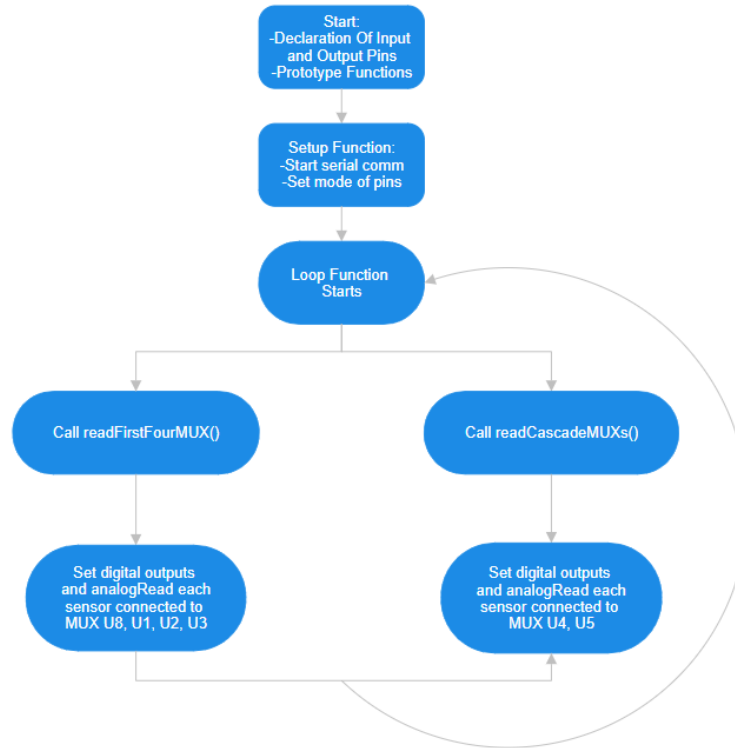 Start:
-Declaration Of Input
and Output Pins
-Prototype Functions
Setup Function:
-Start serial comm
-Set mode of pins
Loop Function
Starts
Call readFirstFourMUX()
Call readCascadeMUXs()
Set digital outputs
and analogRead each
sensor connected to
MUX U8, U1, U2, U3
Set digital outputs
and analogRead each
sensor connected to
MUX U4, U5